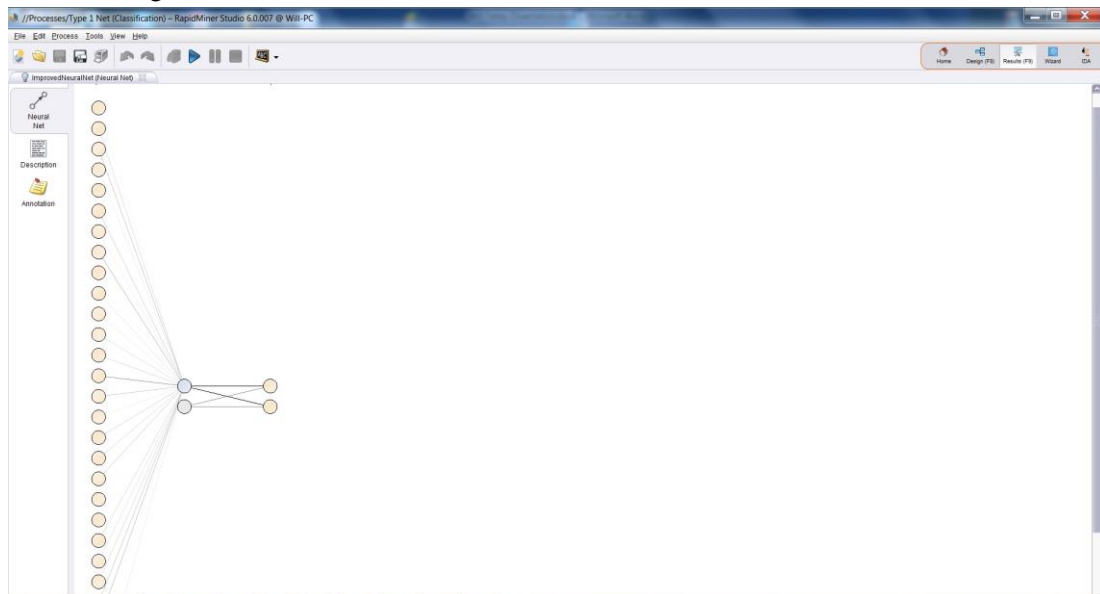 //Processes/Type 1 Net (Classification) – RapidMiner Studio 6.0.007 @ Will-PC
File Edit Process Tools View Help
Home Design (F8) Results (F9) Wizard IDA
ImprovedNeuralNet (Neural Net)
Neural
Net
Description
Annotation